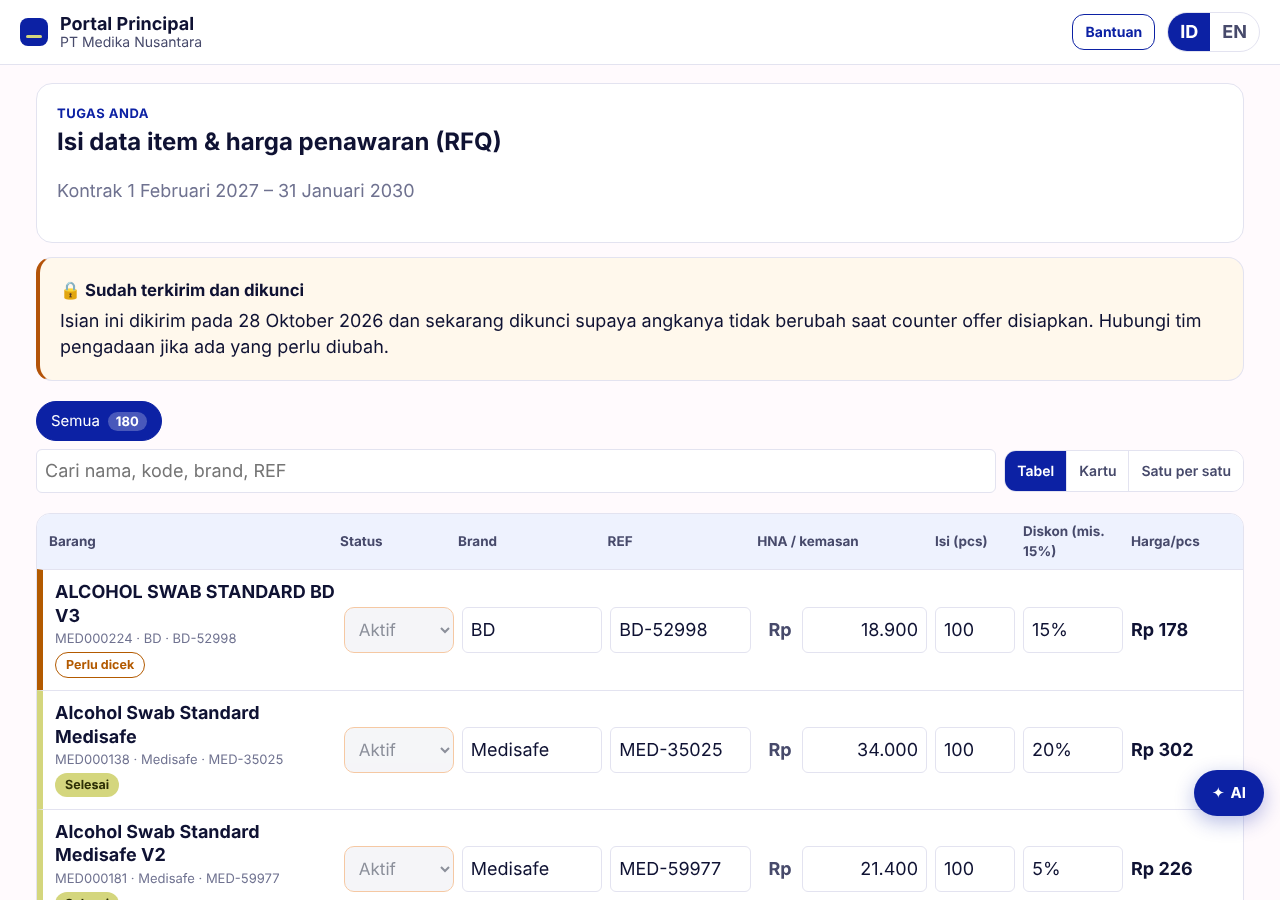 Portal Principal
PT Medika Nusantara
Bantuan
ID EN
TUGAS ANDA
Isi data item & harga penawaran (RFQ)
Kontrak 1 Februari 2027 – 31 Januari 2030
🔒 Sudah terkirim dan dikunci
Isian ini dikirim pada 28 Oktober 2026 dan sekarang dikunci supaya angkanya tidak berubah saat counter offer disiapkan. Hubungi tim
pengadaan jika ada yang perlu diubah.
Semua 180
Cari nama, kode, brand, REF
Tabel Kartu Satu per satu
Barang Status Brand REF HNA / kemasan Isi (pcs) Diskon (mis. 15%) Harga/pcs
ALCOHOL SWAB STANDARD BD
V3
MED000224 · BD · BD-52998
Perlu dicek
Aktif BD BD-52998 Rp 18.900 100 15% Rp 178
Alcohol Swab Standard
Medisafe
MED000138 · Medisafe · MED-35025
Selesai
Aktif Medisafe MED-35025 Rp 34.000 100 20% Rp 302
✦ AI
Alcohol Swab Standard
Medisafe V2
MED000181 · Medisafe · MED-59977
Aktif Medisafe MED-59977 Rp 21.400 100 5% Rp 226